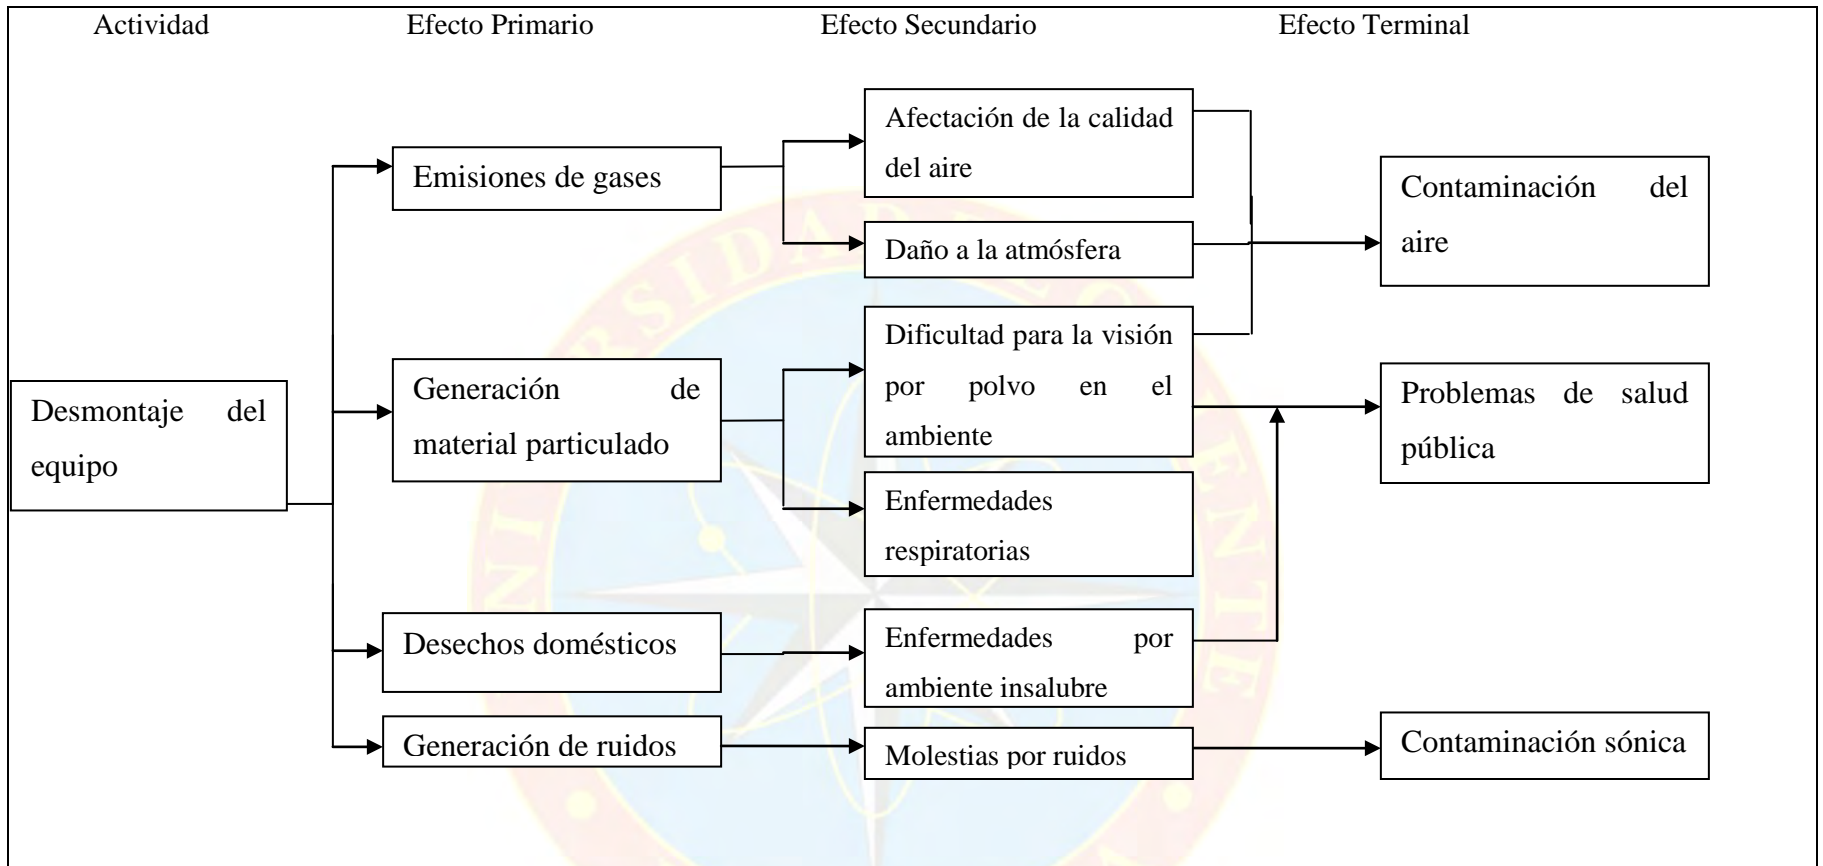 Actividad Efecto Primario Efecto Secundario Efecto Terminal
Afectación de la calidad
del aire
Emisiones de gases
Contaminación del
aire
Daño a la atmósfera
Dificultad para la visión
por polvo en el
ambiente
Generación de
material particulado
Desmontaje del
equipo
Problemas de salud
pública
Enfermedades
respiratorias
Desechos domésticos
Enfermedades por
ambiente insalubre
Generación de ruidos
Molestias por ruidos
Contaminación sónica